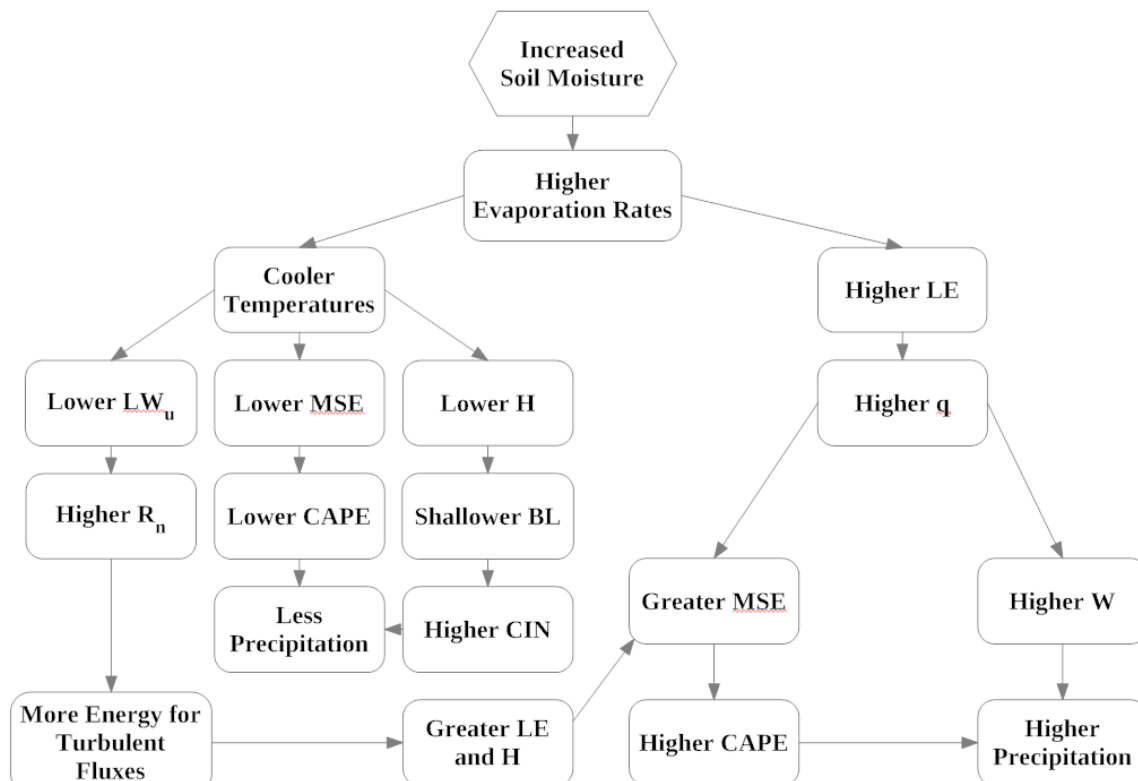 Increased
Soil Moisture
Higher
Evaporation Rates
Cooler
Temperatures
Higher LE
Lower LWu
Lower MSE
Lower H
Higher q
Higher Rn
Lower CAPE
Shallower BL
Less
Precipitation
Higher CIN
Greater MSE
Higher W
More Energy for
Turbulent
Fluxes
Greater LE
and H
Higher CAPE
Higher
Precipitation